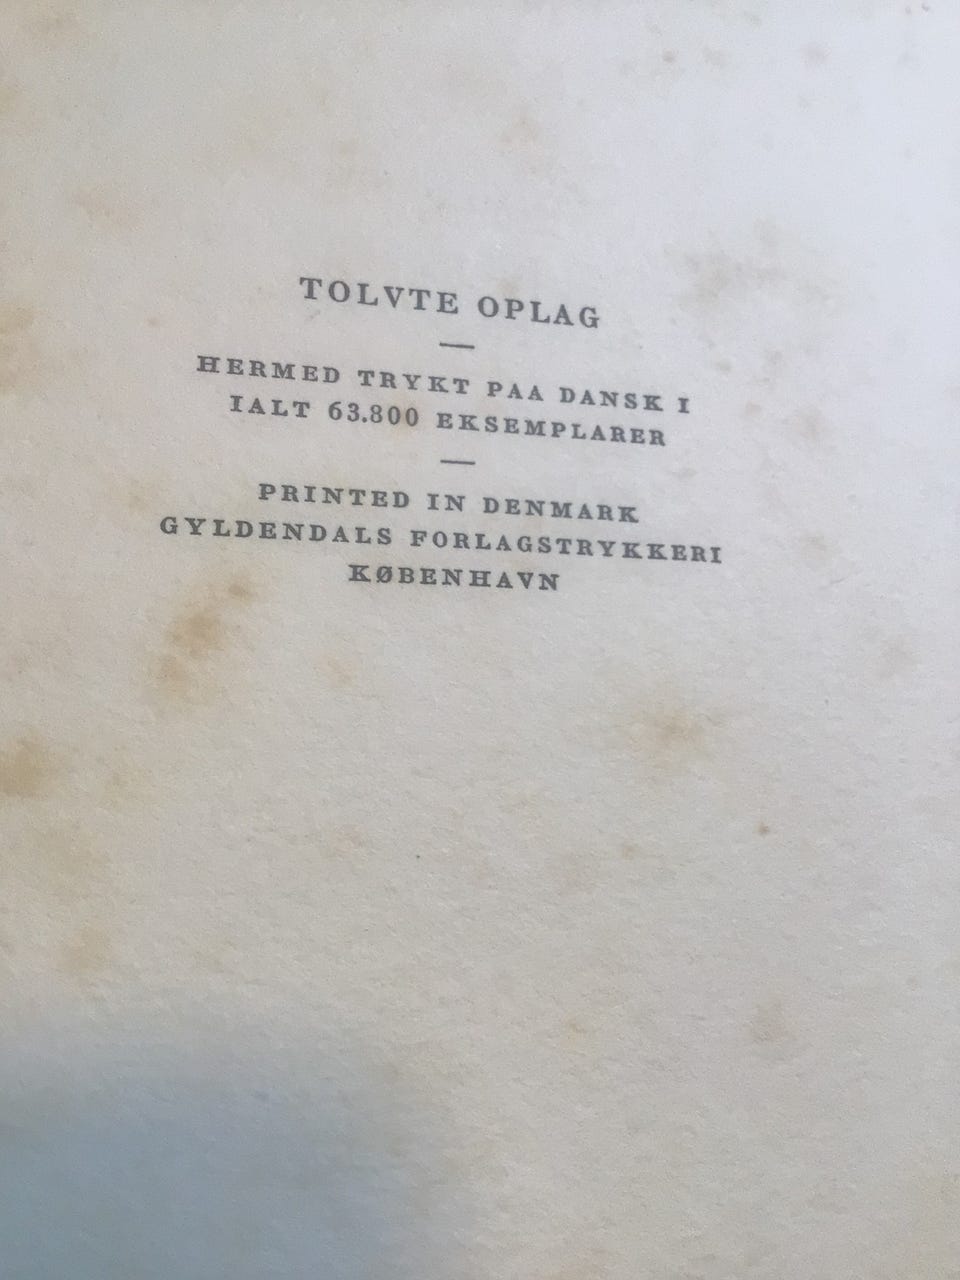 TOLVTE OPLAG
HERMED TRYKT PAA DANSK I
IALT 63.800 EKSEMPLARER
PRINTED IN DENMARK
GYLDENDALS FORLAGSTRYKKERI
KØBENHAVN